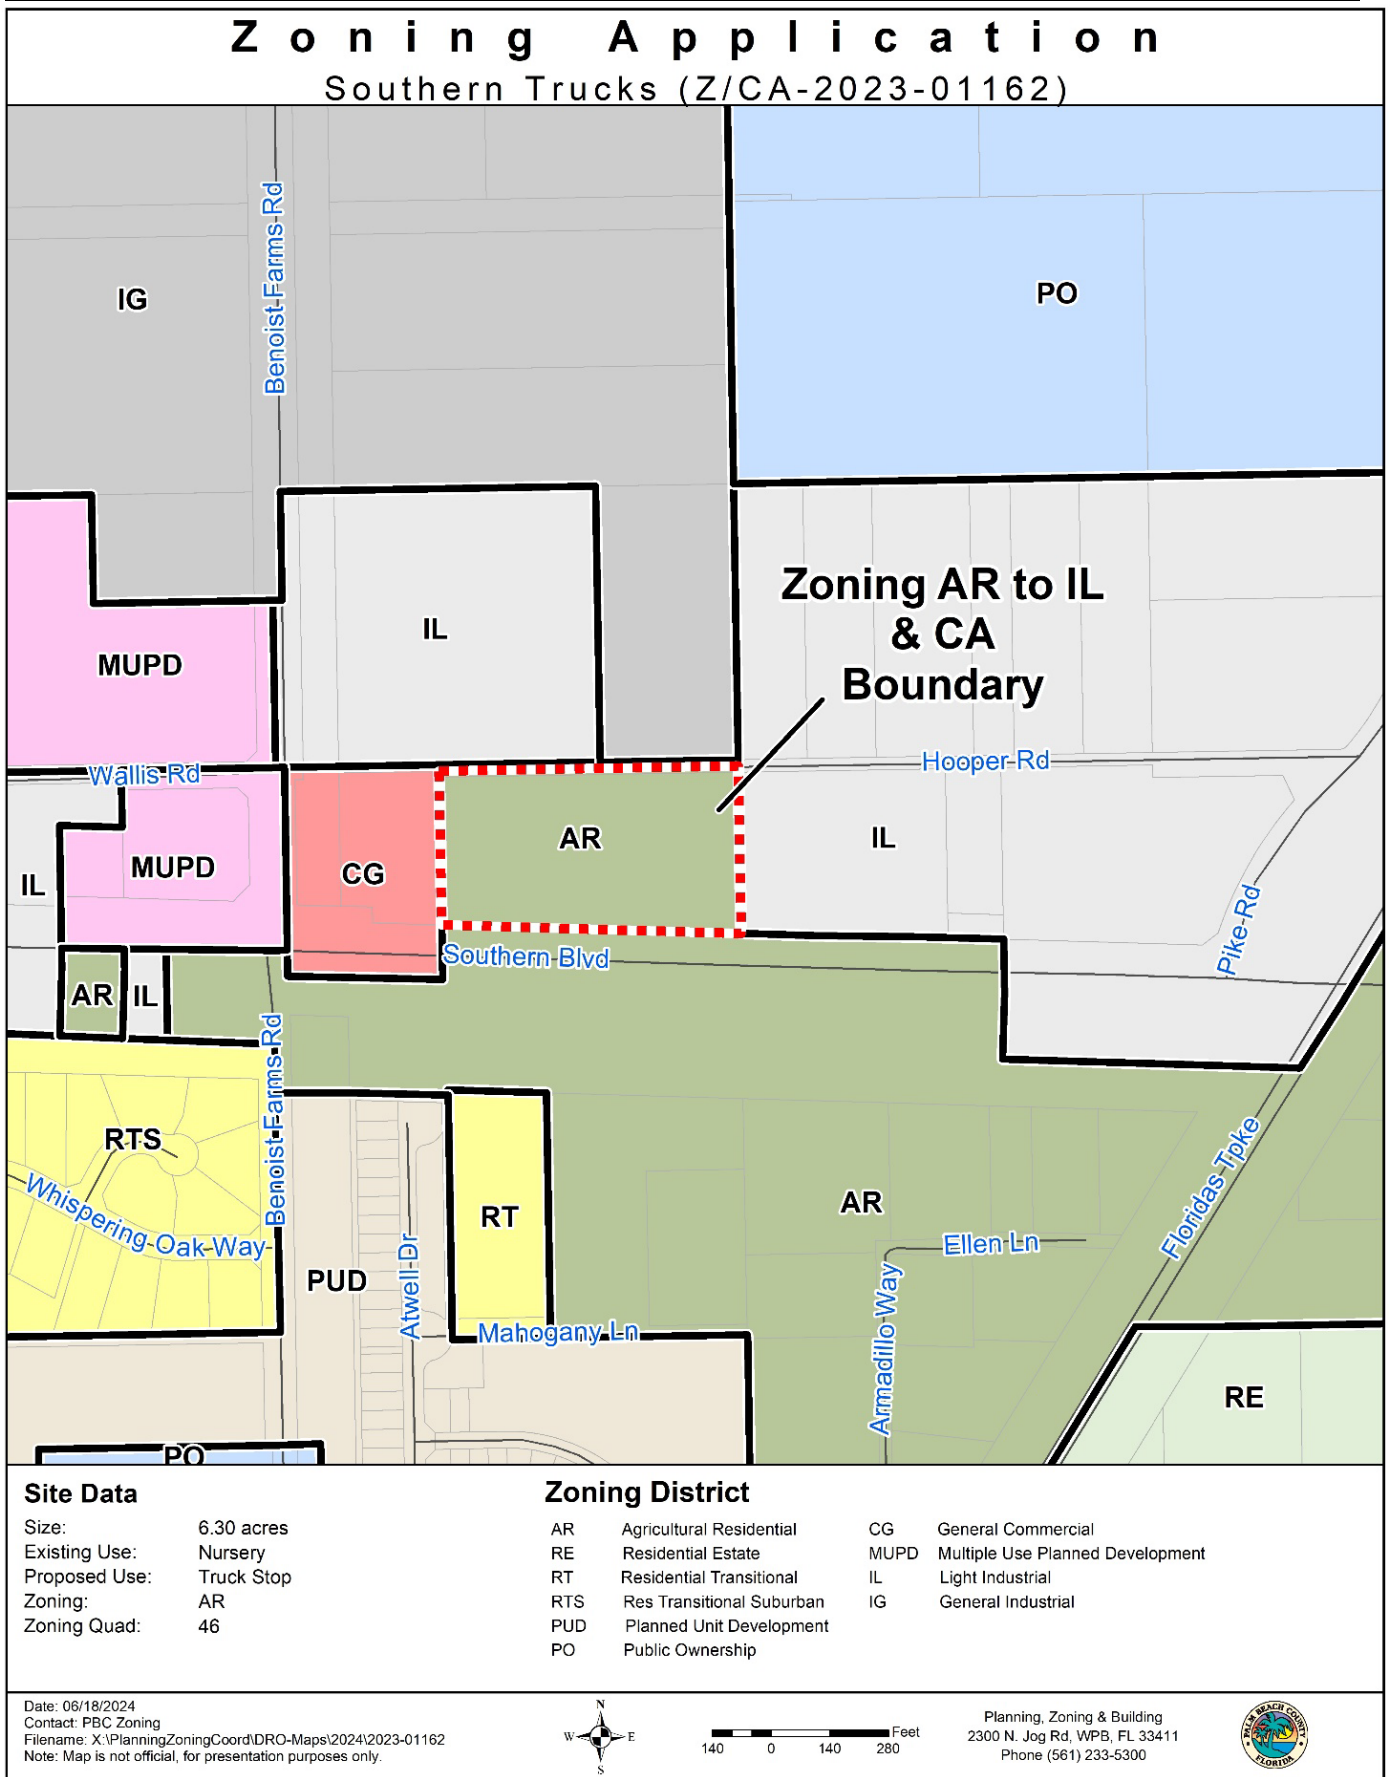 Zoning Application
Southern Trucks (Z/CA-2023-01162)
Benoist Farms Rd
IG
PO
Zoning AR to IL
& CA
Boundary
IL
MUPD
Wallis Rd
Hooper Rd
AR
IL
CG
MUPD
IL
Pike Rd
Southern Blvd
AR
IL
Benoist Farms Rd
RTS
Whispering Oak Way
RT
AR
Floridas Tpke
Ellen Ln
PUD
Atwell Dr
Mahogany Ln
Armadillo Way
RE
PO
Site Data
Size: 6.30 acres
Existing Use: Nursery
Proposed Use: Truck Stop
Zoning: AR
Zoning Quad: 46
Zoning District
AR Agricultural Residential
RE Residential Estate
RT Residential Transitional
RTS Res Transitional Suburban
PUD Planned Unit Development
PO Public Ownership
CG General Commercial
MUPD Multiple Use Planned Development
IL Light Industrial
IG General Industrial
Date: 06/18/2024
Contact: PBC Zoning
Filename: X:\PlanningZoningCoord\DRO-Maps\2024\2023-01162
Note: Map is not official, for presentation purposes only.
N
W E
S
Feet
140 0 140 280
Planning, Zoning & Building
2300 N. Jog Rd, WPB, FL 33411
Phone (561) 233-5300
PALM BEACH COUNTY
FLORIDA